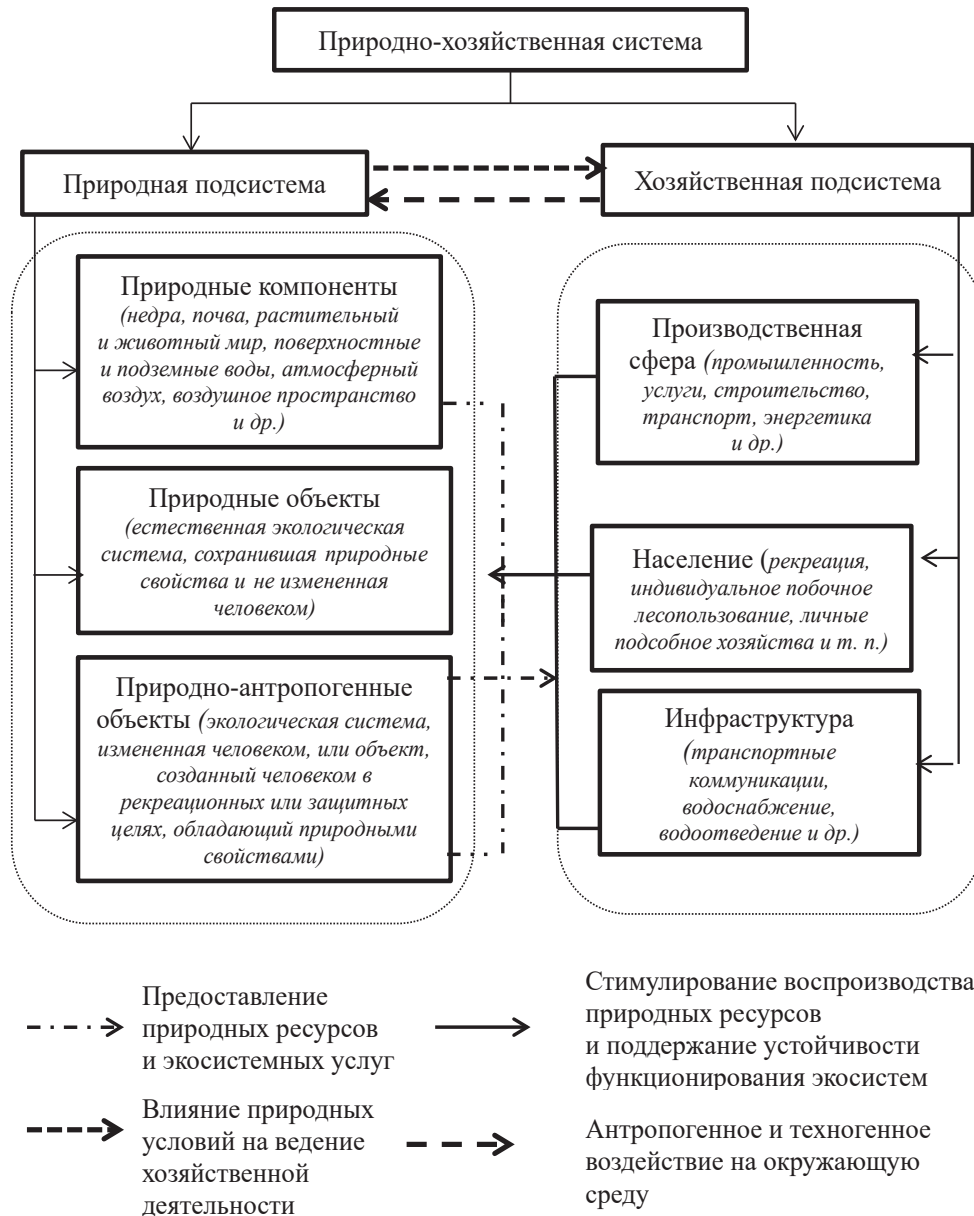 Природно-хозяйственная система
Природная подсистема
Хозяйственная подсистема
Природные компоненты
(недра, почва, растительный
и животный мир, поверхностные
и подземные воды, атмосферный
воздух, воздушное пространство
и др.)
Природные объекты
(естественная экологическая
система, сохранившая природные
свойства и не измененная
человеком)
Природно-антропогенные
объекты (экологическая система,
измененная человеком, или объект,
созданный человеком в
рекреационных или защитных
целях, обладающий природными
свойствами)
Производственная
сфера (промышленность,
услуги, строительство,
транспорт, энергетика
и др.)
Население (рекреация,
индивидуальное побочное
лесопользование, личные
подсобное хозяйства и т. п.)
Инфраструктура
(транспортные
коммуникации,
водоснабжение,
водоотведение и др.)
Предоставление
природных ресурсов
и экосистемных услуг
Стимулирование воспроизводства
природных ресурсов
и поддержание устойчивости
функционирования экосистем
Влияние природных
условий на ведение
хозяйственной
деятельности
Антропогенное и техногенное
воздействие на окружающую
среду